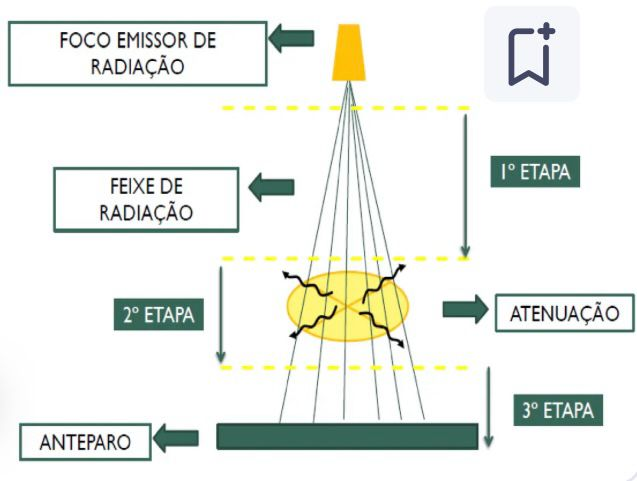 FOCO EMISSOR DE
RADIAÇÃO
1º ETAPA
FEIXE DE
RADIAÇÃO
2º ETAPA
ATENUAÇÃO
3º ETAPA
ANTEPARO